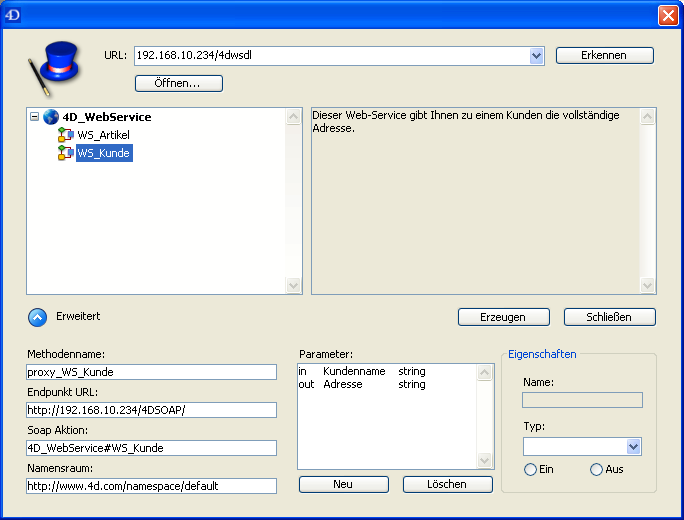 4D
URL:
192.168.10.234/4dwsdl
Erkennen
Öffnen...
4D_WebService
WS_Artikel
WS_Kunde
Dieser Web-Service gibt Ihnen zu einem Kunden die vollständige
Adresse.
Erweitert
Erzeugen
Schließen
Methodenname:
proxy_WS_Kunde
Endpunkt URL:
http://192.168.10.234/4DSOAP/
Soap Aktion:
4D_WebService#WS_Kunde
Namensraum:
http://www.4d.com/namespace/default
Parameter:
in Kundenname string
out Adresse string
Neu
Löschen
Eigenschaften
Name:
Typ:
Ein
Aus